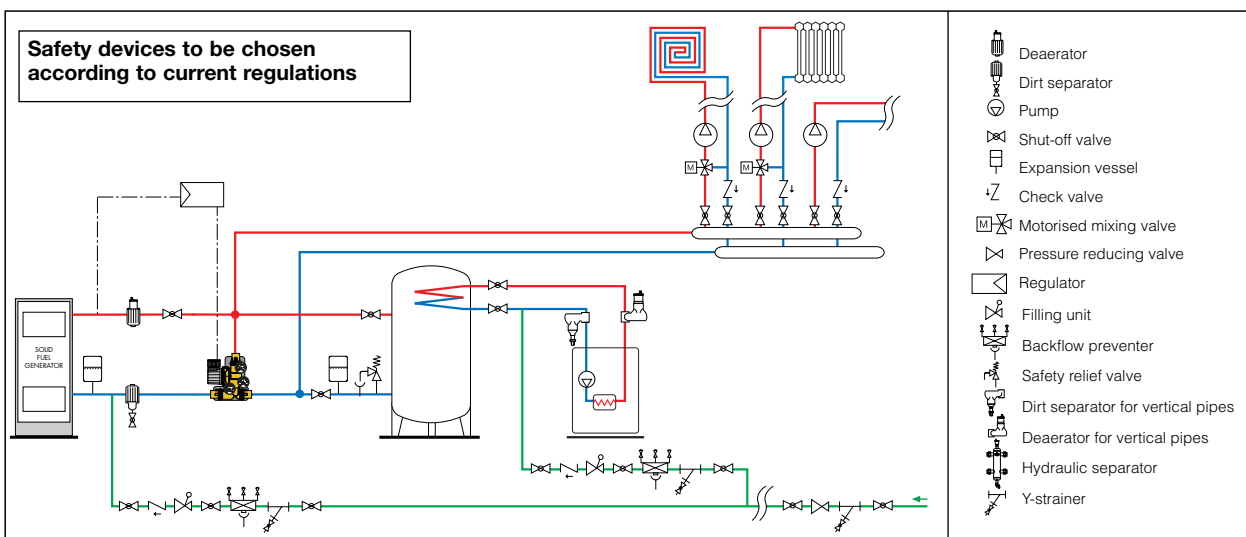 Safety devices to be chosen
according to current regulations
SOLID
FUEL
GENERATOR
M
M
Deaerator
Dirt separator
Pump
Shut-off valve
Expansion vessel
Check valve
M
Motorised mixing valve
Pressure reducing valve
Regulator
Filling unit
Backflow preventer
Safety relief valve
Dirt separator for vertical pipes
Deaerator for vertical pipes
Hydraulic separator
Y-strainer